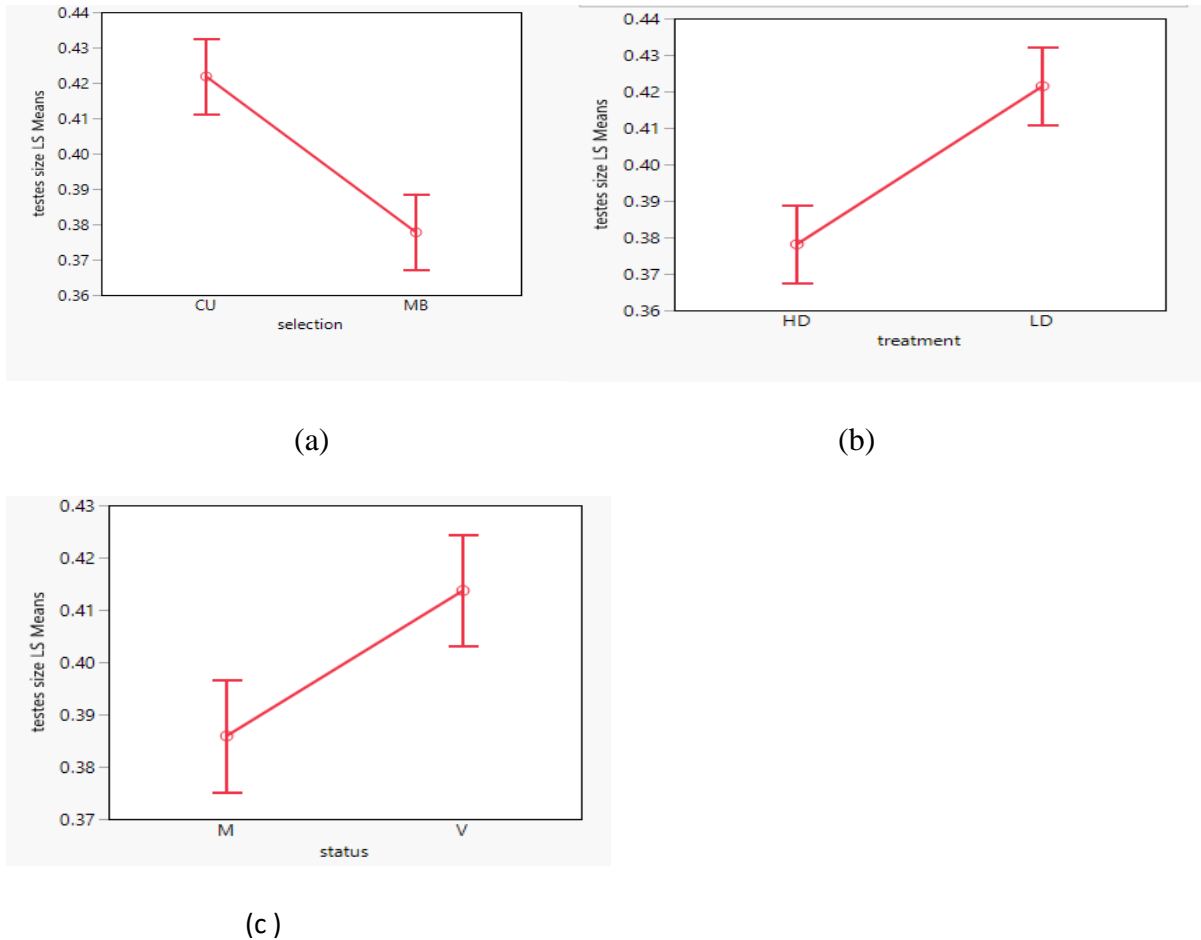 0.44
0.43
0.42
0.41
0.40
0.39
0.38
0.37
0.36
testes size LS Means
CU MB
selection
0.44
0.43
0.42
0.41
0.40
0.39
0.38
0.37
0.36
testes size LS Means
HD LD
treatment
(a)
(b)
0.43
0.42
0.41
0.40
0.39
0.38
0.37
testes size LS Means
M V
status
(c )